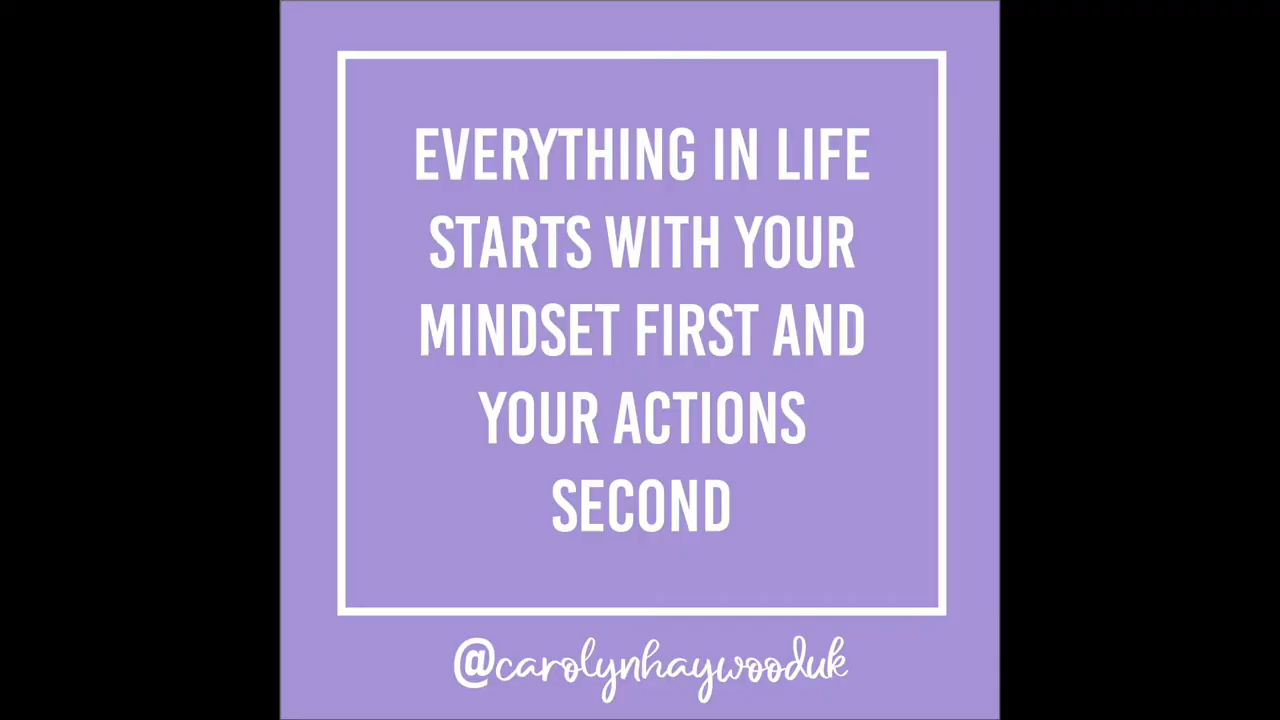 EVERYTHING IN LIFE
STARTS WITH YOUR
MINDSET FIRST AND
YOUR ACTIONS
SECOND
@carolynhaywooduk